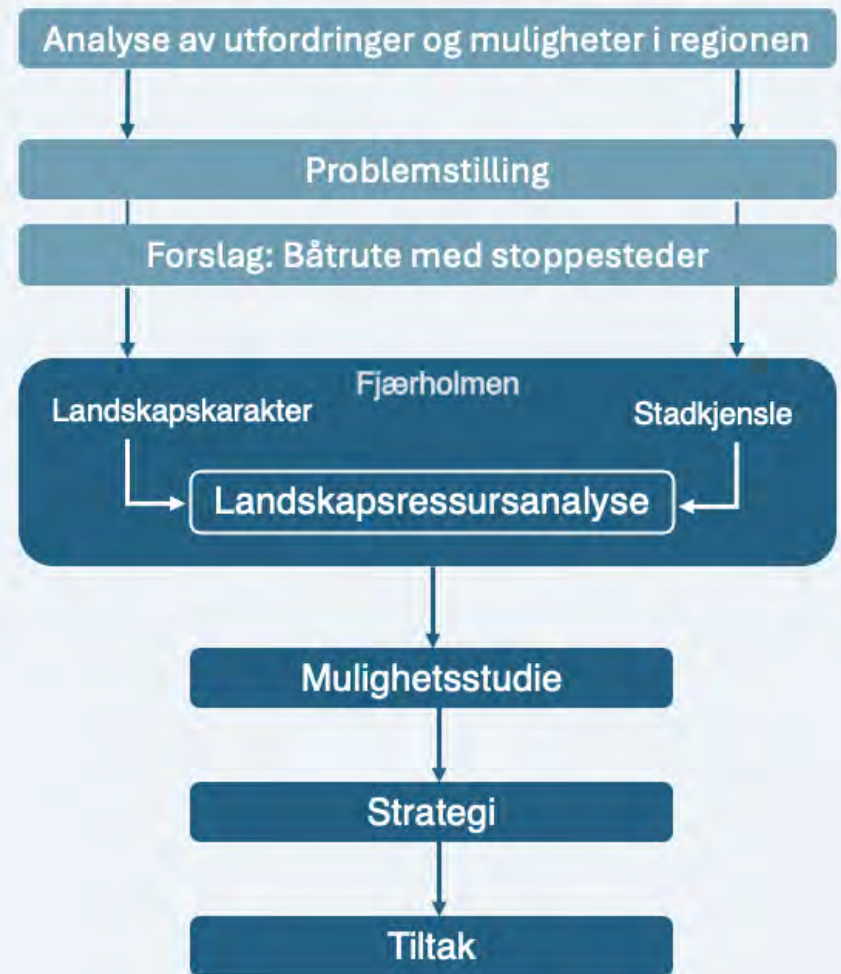 Analyse av utfordringer og muligheter i regionen
Problemstilling
Forslag: Båtrute med stoppesteder
Fjærholmen
Landskapskarakter
Stadkjensle
Landskapsressursanalyse
Mulighetsstudie
Strategi
Tiltak